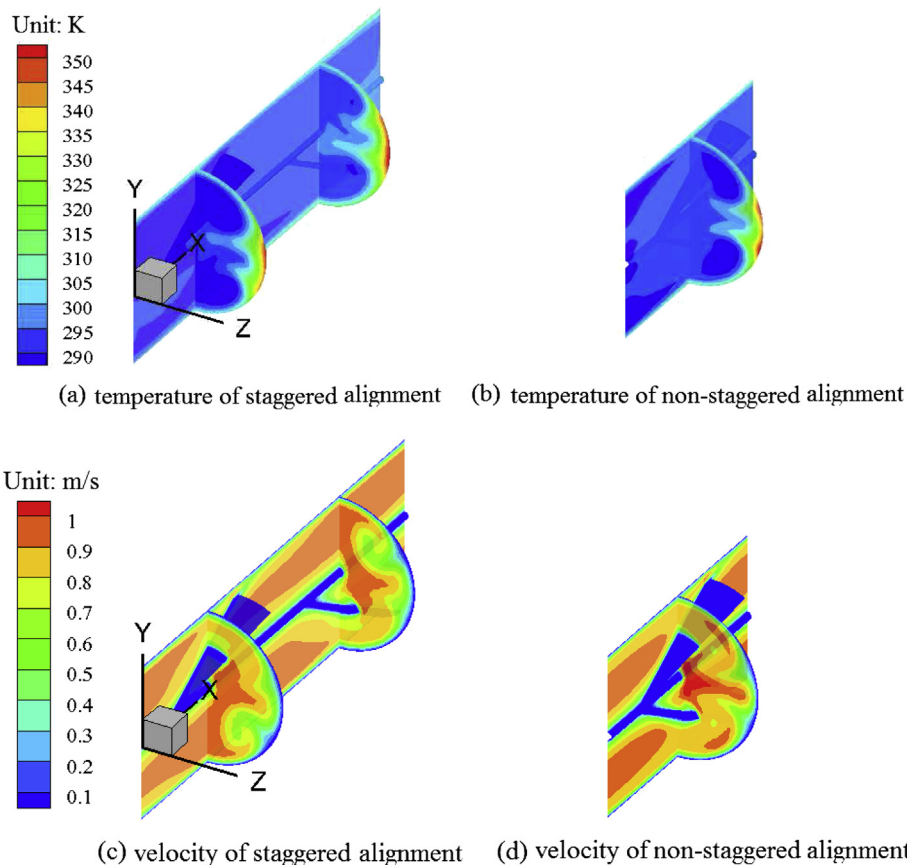 Unit: K
350
345
340
335
330
325
320
315
310
305
300
295
290
Y
X
Z
(a) temperature of staggered alignment
(b) temperature of non-staggered alignment
Unit: m/s
1
0.9
0.8
0.7
0.6
0.5
0.4
0.3
0.2
0.1
Y
X
Z
(c) velocity of staggered alignment
(d) velocity of non-staggered alignment